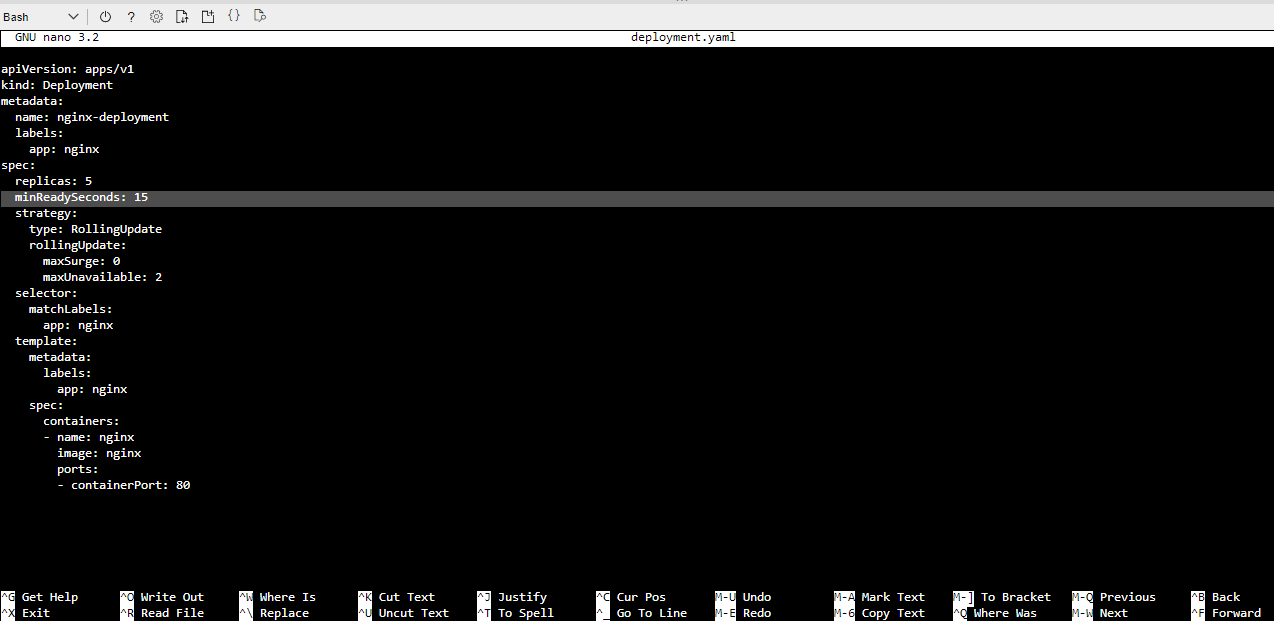 Bash ? {}
GNU nano 3.2 deployment.yaml
apiVersion: apps/v1
kind: Deployment
metadata:
  name: nginx-deployment
  labels:
    app: nginx
spec:
  replicas: 5
  minReadySeconds: 15
  strategy:
    type: RollingUpdate
    rollingUpdate:
      maxSurge: 0
      maxUnavailable: 2
  selector:
    matchLabels:
      app: nginx
  template:
    metadata:
      labels:
        app: nginx
    spec:
      containers:
      - name: nginx
        image: nginx
        ports:
        - containerPort: 80
^G Get Help ^O Write Out ^W Where Is ^K Cut Text ^J Justify ^C Cur Pos M-U Undo M-A Mark Text M-] To Bracket M-Q Previous ^B Back
^X Exit ^R Read File ^\ Replace ^U Uncut Text ^T To Spell ^_ Go To Line M-E Redo M-6 Copy Text ^Q Where Was M-W Next ^F Forward